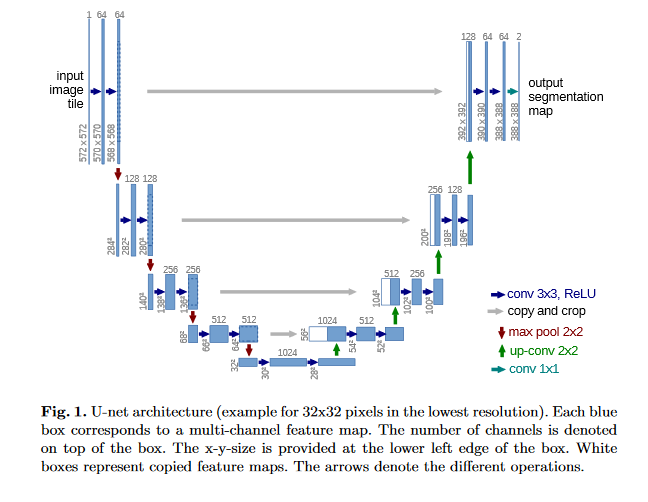 1 64 64
128 64 64 2
input
image
tile
output
segmentation
map
572 x 572
570 x 570
568 x 568
392 x 392
390 x 390
388 x 388
388 x 388
128 128
256 128
284²
282²
280²
200²
198²
196²
256 256
512 256
140²
138²
136²
104²
102²
100²
512 512
1024 512
68²
66²
64²
56²
54²
52²
1024
32²
30²
28²
conv 3x3, ReLU
copy and crop
max pool 2x2
up-conv 2x2
conv 1x1
Fig. 1. U-net architecture (example for 32x32 pixels in the lowest resolution). Each blue
box corresponds to a multi-channel feature map. The number of channels is denoted
on top of the box. The x-y-size is provided at the lower left edge of the box. White
boxes represent copied feature maps. The arrows denote the different operations.